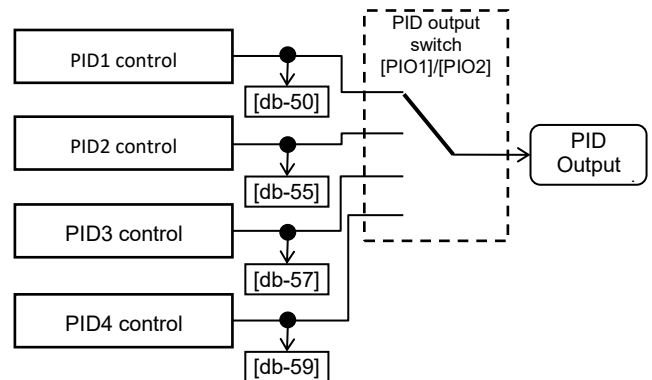 PID1 control
[db-50]
PID2 control
[db-55]
PID3 control
[db-57]
PID4 control
[db-59]
PID output
switch
[PIO1]/[PIO2]
PID
Output